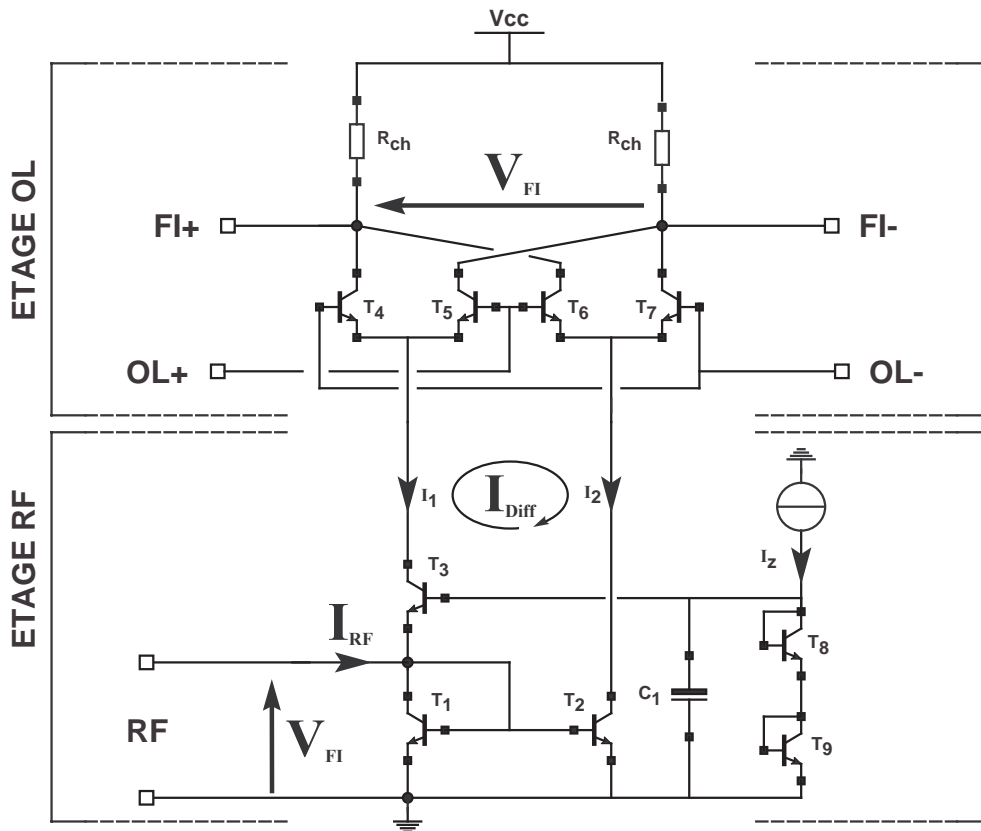 Vcc
ETAGE OL
Rch
Rch
VFI
FI+
FI-
T4
T5
T6
T7
OL+
OL-
ETAGE RF
I1
IDiff
I2
Iz
T3
IRF
T8
T1
T2
C1
RF
VFI
T9